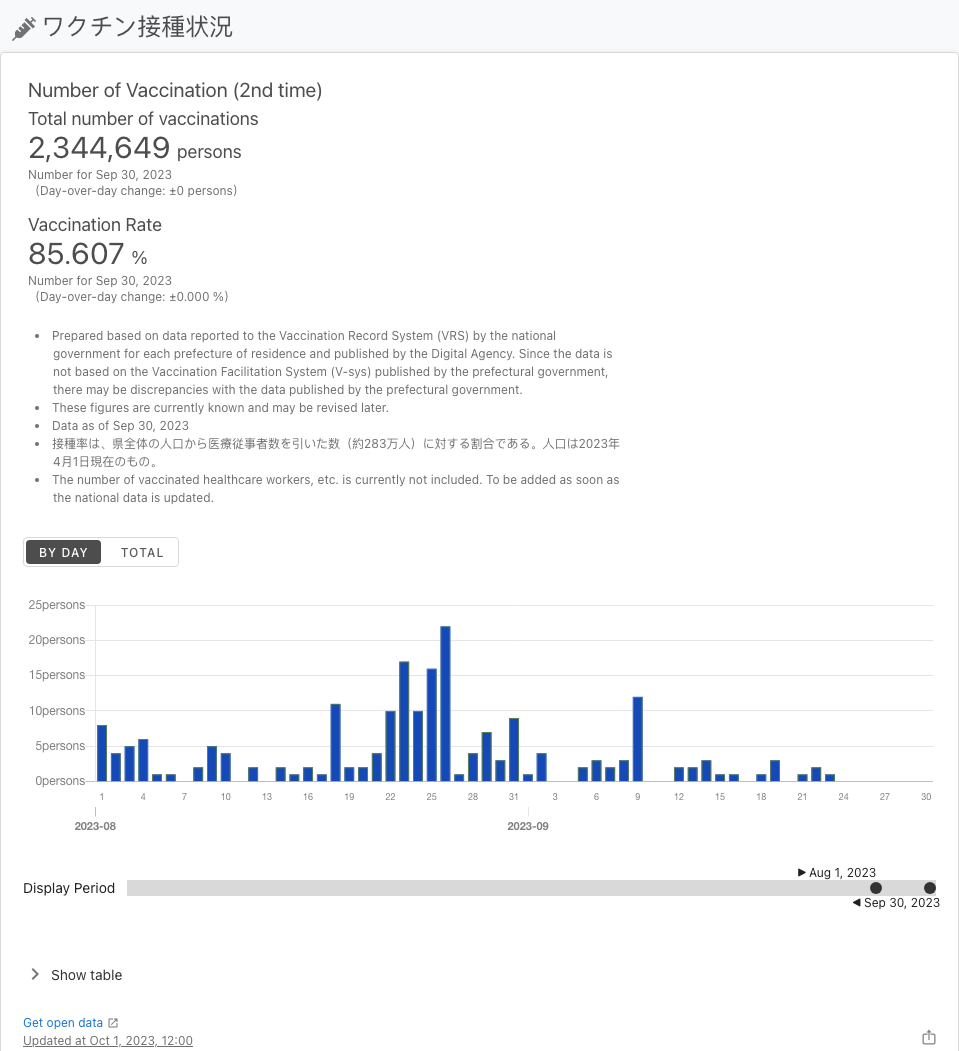 ワクチン接種状況
Number of Vaccination (2nd time)
Total number of vaccinations
2,344,649 persons
Number for Sep 30, 2023
(Day-over-day change: ±0 persons)
Vaccination Rate
85.607 %
Number for Sep 30, 2023
(Day-over-day change: ±0.000 %)
• Prepared based on data reported to the Vaccination Record System (VRS) by the national
government for each prefecture of residence and published by the Digital Agency. Since the data is
not based on the Vaccination Facilitation System (V-sys) published by the prefectural government,
there may be discrepancies with the data published by the prefectural government.
• These figures are currently known and may be revised later.
• Data as of Sep 30, 2023
• 接種率は、県全体の人口から医療従事者数を引いた数（約283万人）に対する割合である。人口は2023年
4月1日現在のもの。
• The number of vaccinated healthcare workers, etc. is currently not included. To be added as soon as
the national data is updated.
BY DAY TOTAL
25persons
20persons
15persons
10persons
5persons
0persons
1 4 7 10 13 16 19 22 25 28 31 3 6 9 12 15 18 21 24 27 30
2023-08 2023-09
▶ Aug 1, 2023
Display Period
◀ Sep 30, 2023
Show table
Get open data
Updated at Oct 1, 2023, 12:00